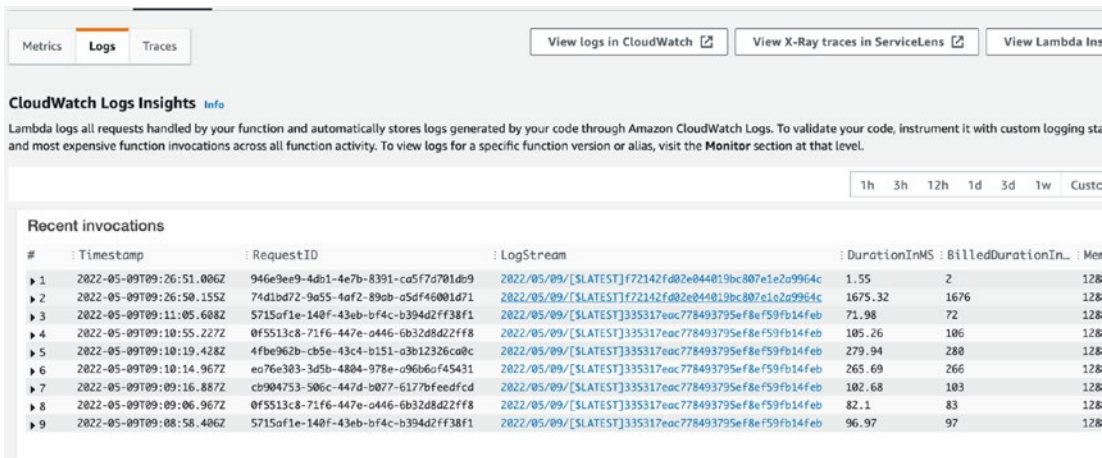 Metrics Logs Traces View logs in CloudWatch View X-Ray traces in ServiceLens View Lambda Ins
CloudWatch Logs Insights Info
Lambda logs all requests handled by your function and automatically stores logs generated by your code through Amazon CloudWatch Logs. To validate your code, instrument it with custom logging sta
and most expensive function invocations across all function activity. To view logs for a specific function version or alias, visit the Monitor section at that level.
1h 3h 12h 1d 3d 1w Custo
Recent invocations
# Timestamp RequestID LogStream DurationInMS BilledDurationIn... Mem
1 2022-05-09T09:26:51.006Z 946e9ee9-4db1-4e7b-8391-ca5f7d701db9 2022/05/09/[$LATEST]f72142fd02e044019bc807e1e2a9964c 1.55 2 128
2 2022-05-09T09:26:50.155Z 74d1bd72-9a55-4af2-89ab-a5df46001d71 2022/05/09/[$LATEST]f72142fd02e044019bc807e1e2a9964c 1675.32 1676 128
3 2022-05-09T09:11:05.608Z 5715af1e-140f-43eb-bf4c-b394d2ff38f1 2022/05/09/[$LATEST]335317eac778493795ef8ef59fb14feb 71.98 72 128
4 2022-05-09T09:10:55.227Z 0f5513c8-71f6-447e-a446-6b32d8d22ff8 2022/05/09/[$LATEST]335317eac778493795ef8ef59fb14feb 105.26 106 128
5 2022-05-09T09:10:19.428Z 4fbe962b-cb5e-43c4-b151-a3b12326ca0c 2022/05/09/[$LATEST]335317eac778493795ef8ef59fb14feb 279.94 280 128
6 2022-05-09T09:10:14.967Z ea76e303-3d5b-4804-978e-a96b6af45431 2022/05/09/[$LATEST]335317eac778493795ef8ef59fb14feb 265.69 266 128
7 2022-05-09T09:09:16.887Z cb904753-506c-447d-b077-6177bfeedfcd 2022/05/09/[$LATEST]335317eac778493795ef8ef59fb14feb 102.68 103 128
8 2022-05-09T09:09:06.967Z 0f5513c8-71f6-447e-a446-6b32d8d22ff8 2022/05/09/[$LATEST]335317eac778493795ef8ef59fb14feb 82.1 83 128
9 2022-05-09T09:08:58.406Z 5715af1e-140f-43eb-bf4c-b394d2ff38f1 2022/05/09/[$LATEST]335317eac778493795ef8ef59fb14feb 96.97 97 128